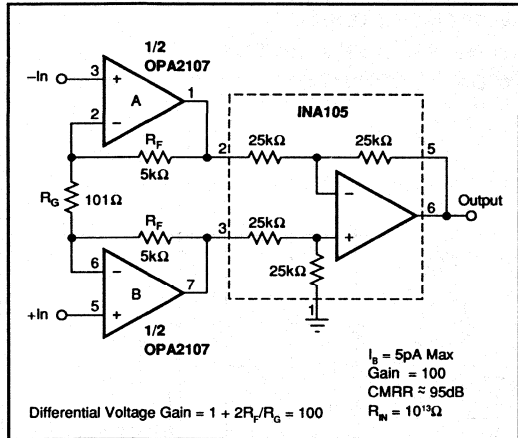 1/2
OPA2107
–In
3
+
A
1
2
–
INA105
R_F
5kΩ
2
25kΩ
25kΩ
5
R_G
101Ω
–
6
Output
R_F
5kΩ
3
25kΩ
+
25kΩ
6
–
7
B
+In
5
+
1
1/2
OPA2107
I_B = 5pA Max
Gain = 100
CMRR ≈ 95dB
R_IN = 10¹³Ω
Differential Voltage Gain = 1 + 2R_F/R_G = 100